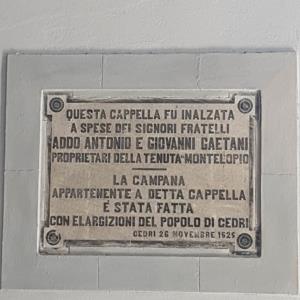 QUESTA CAPPELLA FU INALZATA
A SPESE DEI SIGNORI FRATELLI
ADDO ANTONIO E GIOVANNI GAETANI
PROPRIETARI DELLA TENUTA-MONTELOPIO
LA CAMPANA
APPARTENENTE A DETTA CAPPELLA
È STATA FATTA
CON ELARGIZIONI DEL POPOLO DI CEDRI
CEDRI 26 NOVEMBRE 1925